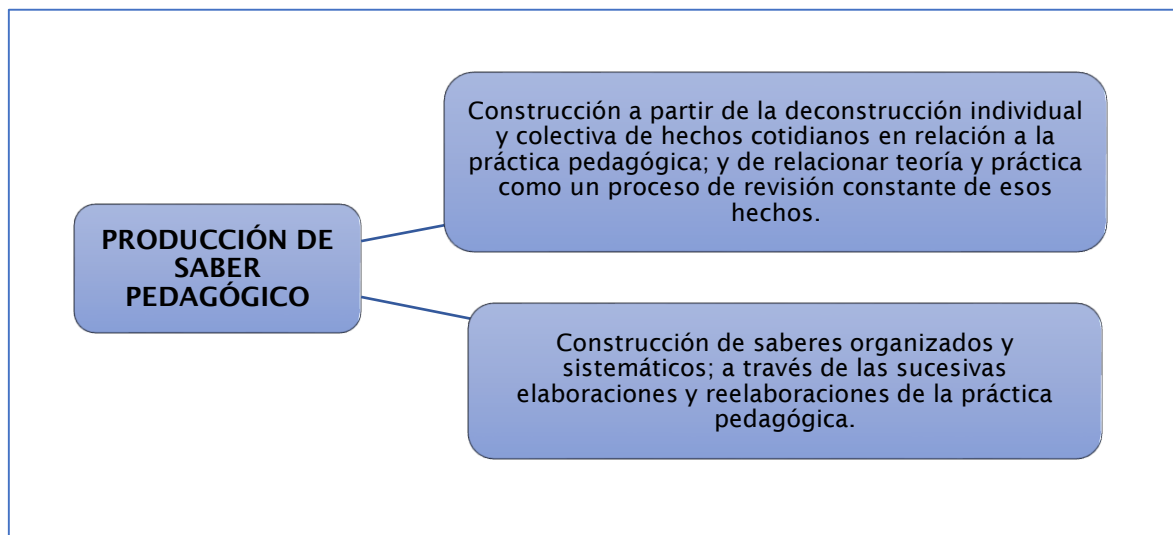 Construcción a partir de la deconstrucción individual
y colectiva de hechos cotidianos en relación a la
práctica pedagógica; y de relacionar teoría y práctica
como un proceso de revisión constante de esos
hechos.
PRODUCCIÓN DE
SABER
PEDAGÓGICO
Construcción de saberes organizados y
sistemáticos; a través de las sucesivas
elaboraciones y reelaboraciones de la práctica
pedagógica.